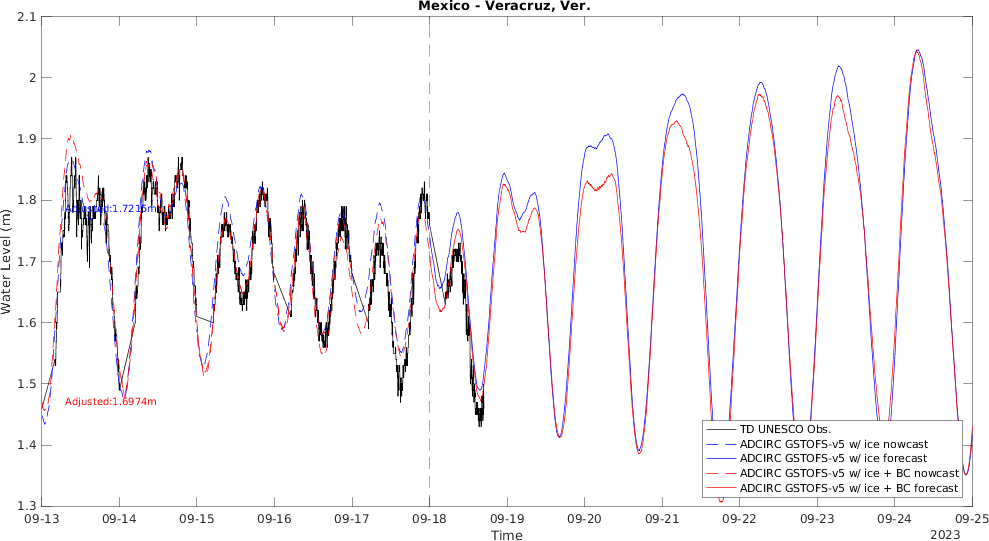 Mexico - Veracruz, Ver.
2.1
2
1.9
1.8
1.7
1.6
1.5
1.4
1.3
Water Level (m)
Adjusted:1.7216m
Adjusted:1.6974m
TD UNESCO Obs.
ADCIRC GSTOFS-v5 w/ ice nowcast
ADCIRC GSTOFS-v5 w/ ice forecast
ADCIRC GSTOFS-v5 w/ ice + BC nowcast
ADCIRC GSTOFS-v5 w/ ice + BC forecast
09-13 09-14 09-15 09-16 09-17 09-18 09-19 09-20 09-21 09-22 09-23 09-24 09-25
Time
2023